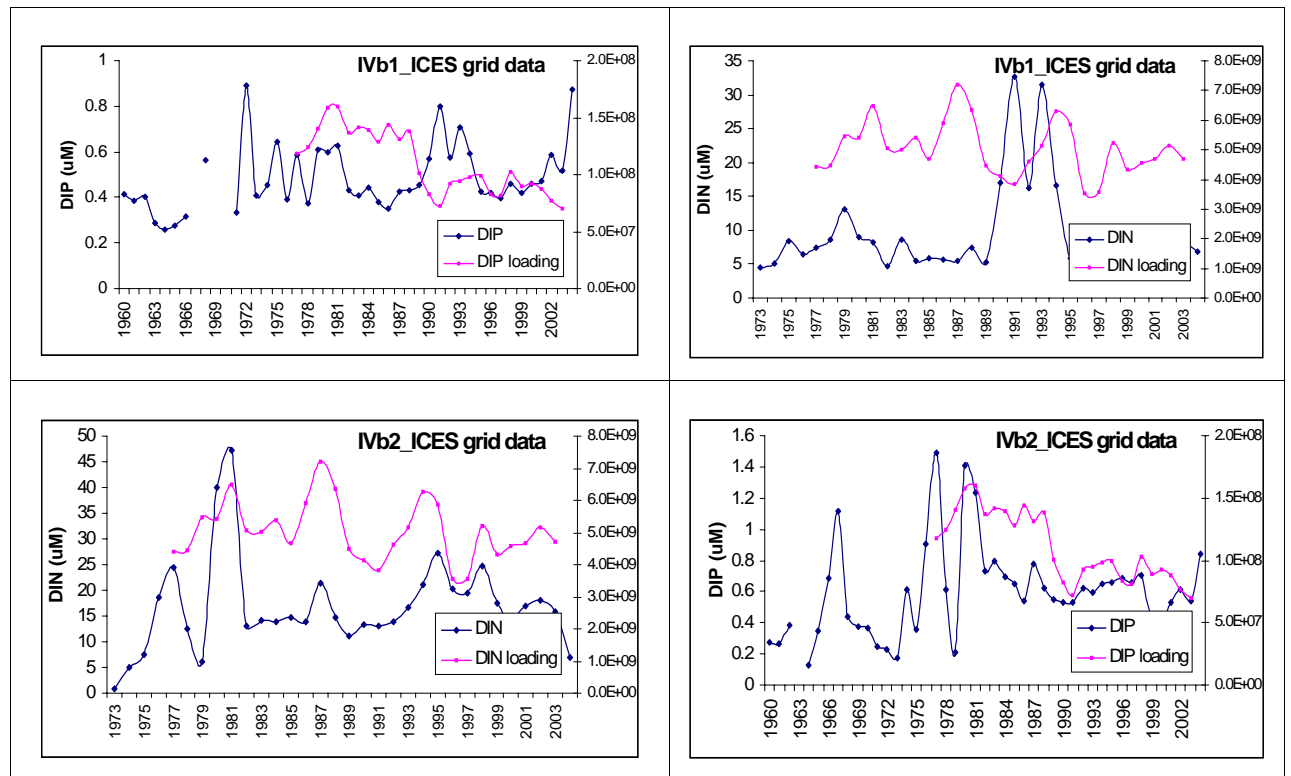 IVb1_ICES grid data
1
0.8
0.6
0.4
0.2
0
DIP (uM)
2.0E+08
1.5E+08
1.0E+08
5.0E+07
0.0E+00
DIP
DIP loading
1960 1963 1966 1969 1972 1975 1978 1981 1984 1987 1990 1993 1996 1999 2002
IVb1_ICES grid data
35
30
25
20
15
10
5
0
DIN (uM)
8.0E+09
7.0E+09
6.0E+09
5.0E+09
4.0E+09
3.0E+09
2.0E+09
1.0E+09
0.0E+00
DIN
DIN loading
1973 1975 1977 1979 1981 1983 1985 1987 1989 1991 1993 1995 1997 1999 2001 2003
IVb2_ICES grid data
50
45
40
35
30
25
20
15
10
5
0
DIN (uM)
8.0E+09
7.0E+09
6.0E+09
5.0E+09
4.0E+09
3.0E+09
2.0E+09
1.0E+09
0.0E+00
DIN
DIN loading
1973 1975 1977 1979 1981 1983 1985 1987 1989 1991 1993 1995 1997 1999 2001 2003
IVb2_ICES grid data
1.6
1.4
1.2
1
0.8
0.6
0.4
0.2
0
DIP (uM)
2.0E+08
1.5E+08
1.0E+08
5.0E+07
0.0E+00
DIP
DIP loading
1960 1963 1966 1969 1972 1975 1978 1981 1984 1987 1990 1993 1996 1999 2002